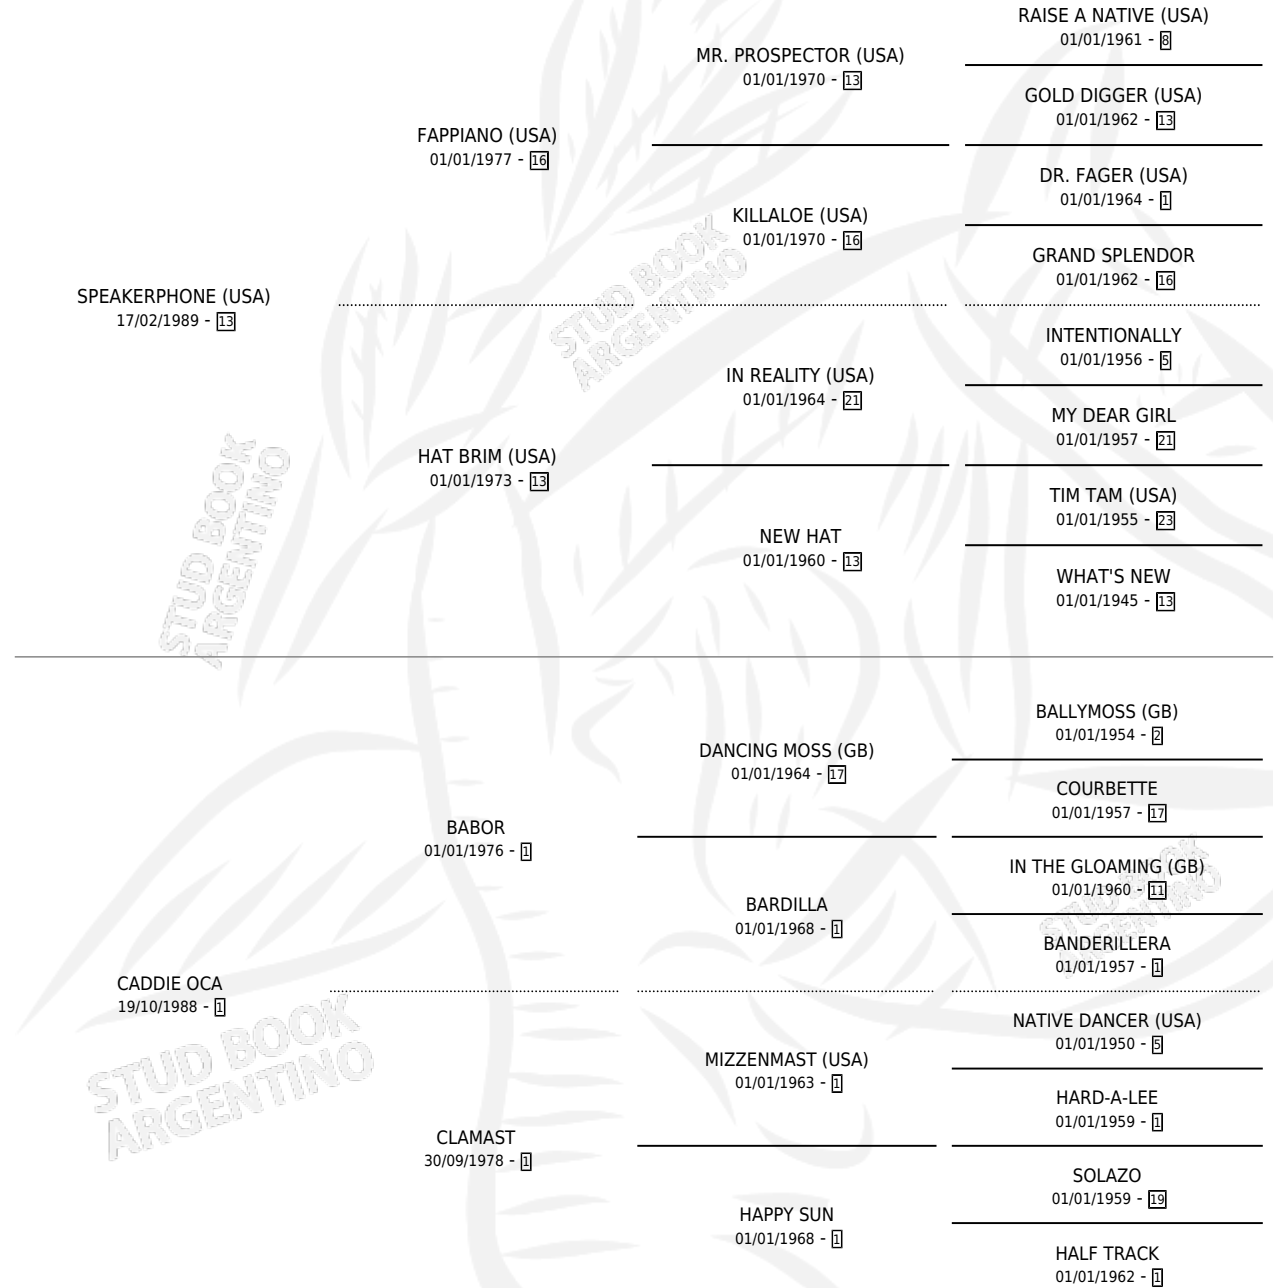 RAISE A NATIVE (USA)
01/01/1961 - 8
MR. PROSPECTOR (USA)
01/01/1970 - 13
GOLD DIGGER (USA)
01/01/1962 - 13
FAPPIANO (USA)
01/01/1977 - 16
DR. FAGER (USA)
01/01/1964 - 1
KILLALOE (USA)
01/01/1970 - 16
GRAND SPLENDOR
01/01/1962 - 16
SPEAKERPHONE (USA)
17/02/1989 - 13
STUD BOOK
ARGENTINO
INTENTIONALLY
01/01/1956 - 5
IN REALITY (USA)
01/01/1964 - 21
MY DEAR GIRL
01/01/1957 - 21
HAT BRIM (USA)
01/01/1973 - 13
TIM TAM (USA)
01/01/1955 - 23
NEW HAT
01/01/1960 - 13
WHAT'S NEW
01/01/1945 - 13
STUD BOOK
ARGENTINO
BALLYMOSS (GB)
01/01/1954 - 2
DANCING MOSS (GB)
01/01/1964 - 17
COURBETTE
01/01/1957 - 17
BABOR
01/01/1976 - 1
IN THE GLOAMING (GB)
01/01/1960 - 11
BARDILLA
01/01/1968 - 1
STUD BOOK
ARGENTINO
BANDERILLERA
01/01/1957 - 1
CADDIE OCA
19/10/1988 - 1
NATIVE DANCER (USA)
01/01/1950 - 5
MIZZENMAST (USA)
01/01/1963 - 1
STUD BOOK
ARGENTINO
HARD-A-LEE
01/01/1959 - 1
CLAMAST
30/09/1978 - 1
SOLAZO
01/01/1959 - 19
HAPPY SUN
01/01/1968 - 1
HALF TRACK
01/01/1962 - 1